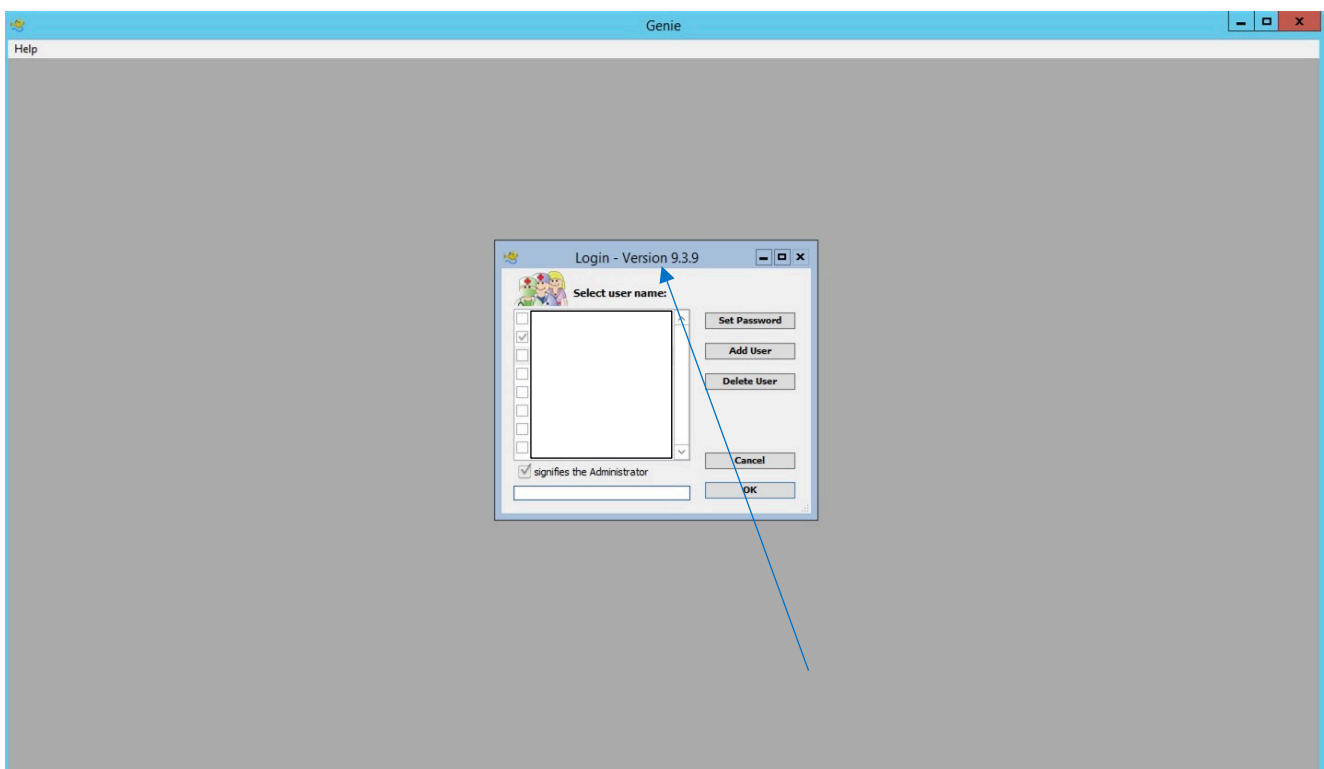 Genie
Help
Login - Version 9.3.9
Select user name:
Set Password
Add User
Delete User
Cancel
signifies the Administrator
OK